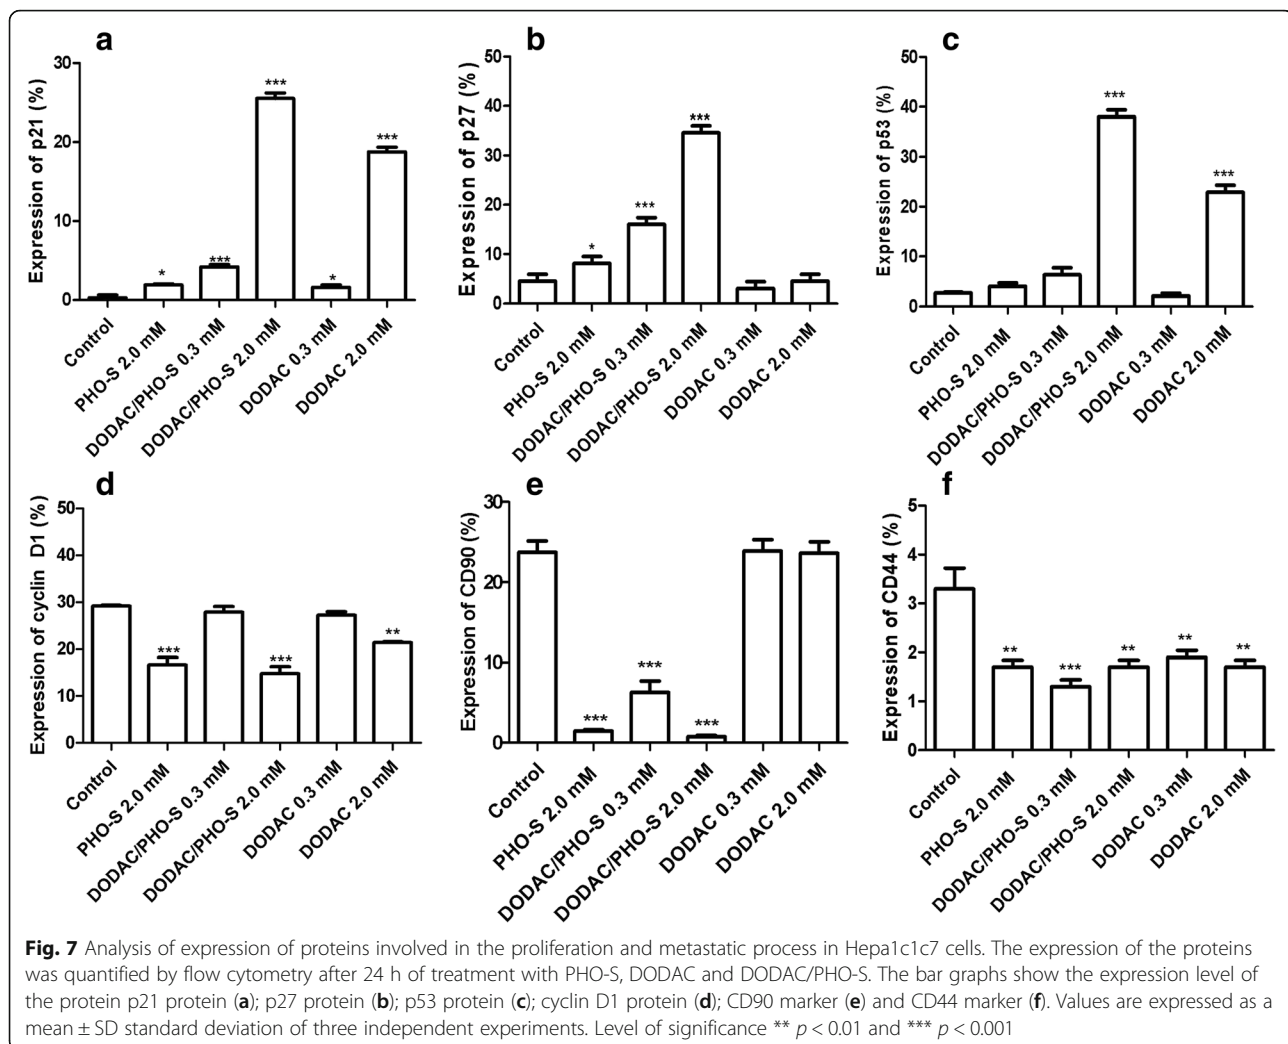 a
Expression of p21 (%)
30
20
10
0
***
***
***
*
*
Control
PHO-S 2.0 mM
DODAC/PHO-S 0.3 mM
DODAC/PHO-S 2.0 mM
DODAC 0.3 mM
DODAC 2.0 mM
b
Expression of p27 (%)
50
40
30
20
10
0
***
***
*
Control
PHO-S 2.0 mM
DODAC/PHO-S 0.3 mM
DODAC/PHO-S 2.0 mM
DODAC 0.3 mM
DODAC 2.0 mM
c
Expression of p53 (%)
50
40
30
20
10
0
***
***
Control
PHO-S 2.0 mM
DODAC/PHO-S 0.3 mM
DODAC/PHO-S 2.0 mM
DODAC 0.3 mM
DODAC 2.0 mM
d
Expression of cyclin D1 (%)
50
40
30
20
10
0
***
***
**
Control
PHO-S 2.0 mM
DODAC/PHO-S 0.3 mM
DODAC/PHO-S 2.0 mM
DODAC 0.3 mM
DODAC 2.0 mM
e
Expression of CD90 (%)
30
20
10
0
***
***
***
Control
PHO-S 2.0 mM
DODAC/PHO-S 0.3 mM
DODAC/PHO-S 2.0 mM
DODAC 0.3 mM
DODAC 2.0 mM
f
Expression of CD44 (%)
5
4
3
2
1
0
**
***
**
**
**
Control
PHO-S 2.0 mM
DODAC/PHO-S 0.3 mM
DODAC/PHO-S 2.0 mM
DODAC 0.3 mM
DODAC 2.0 mM
Fig. 7 Analysis of expression of proteins involved in the proliferation and metastatic process in Hepa1c1c7 cells. The expression of the proteins
was quantified by flow cytometry after 24 h of treatment with PHO-S, DODAC and DODAC/PHO-S. The bar graphs show the expression level of
the protein p21 protein (a); p27 protein (b); p53 protein (c); cyclin D1 protein (d); CD90 marker (e) and CD44 marker (f). Values are expressed as a
mean ± SD standard deviation of three independent experiments. Level of significance ** p < 0.01 and *** p < 0.001